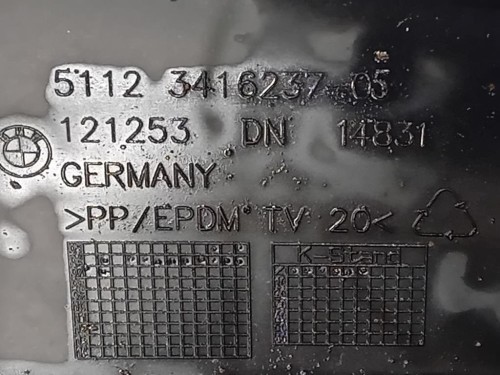 5112 3416237 05
121253 DN 14831
GERMANY
>PP/EPDM TV 20<
K-Stand